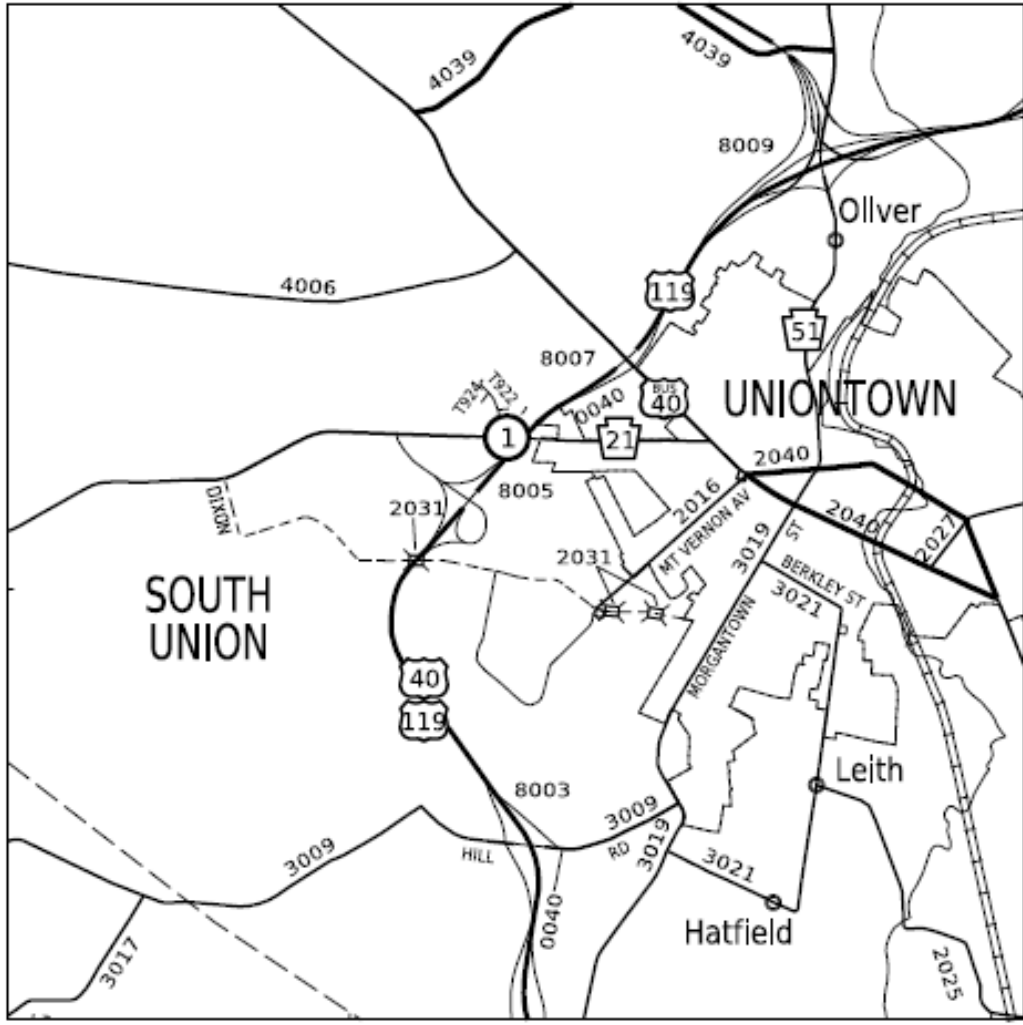 4039
4039
8009
Ollver
4006
119
51
8007
T924
T922
BUS
40
0040
UNIONTOWN
1
21
2040
DIXON
8005
2031
2016
MT VERNON AV
3019
ST
2040
2027
2031
BERKLEY ST
3021
SOUTH
UNION
MORGANTOWN
40
119
Leith
8003
3009
3009
HILL
RD
3019
3021
0040
Hatfield
3017
2025